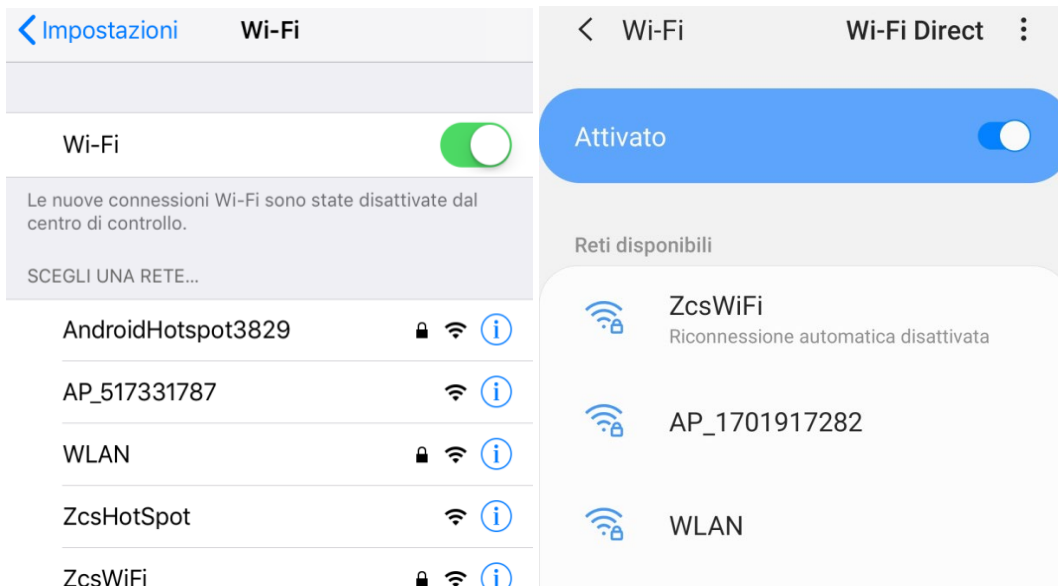 Impostazioni Wi-Fi
Wi-Fi
Le nuove connessioni Wi-Fi sono state disattivate dal
centro di controllo.
SCEGLI UNA RETE...
AndroidHotspot3829
AP_517331787
WLAN
ZcsHotSpot
ZcsWiFi
Wi-Fi Wi-Fi Direct
Attivato
Reti disponibili
ZcsWiFi
Riconnessione automatica disattivata
AP_1701917282
WLAN